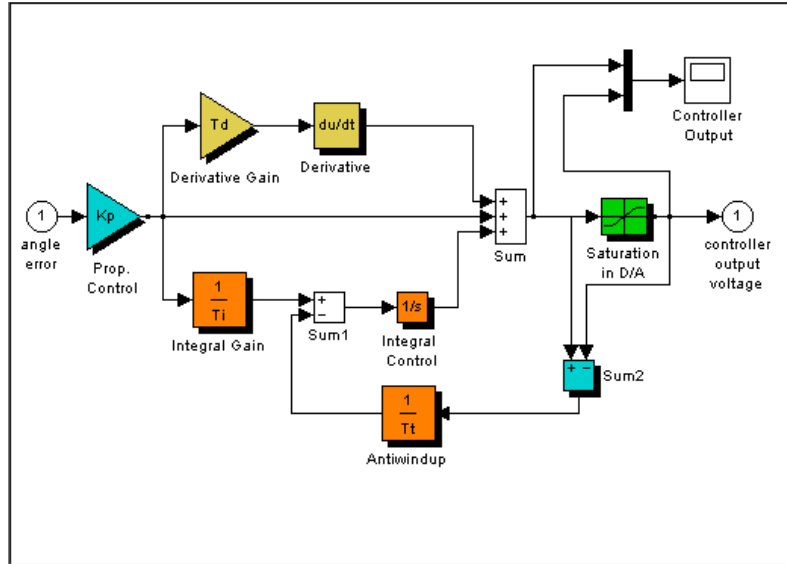 Td
Derivative Gain
du/dt
Derivative
Controller
Output
1
angle
error
Kp
Prop.
Control
+
+
+
Sum
Saturation
in D/A
1
controller
output
voltage
1
Ti
Integral Gain
+
−
Sum1
1/s
Integral
Control
+ −
Sum2
1
Tt
Antiwindup